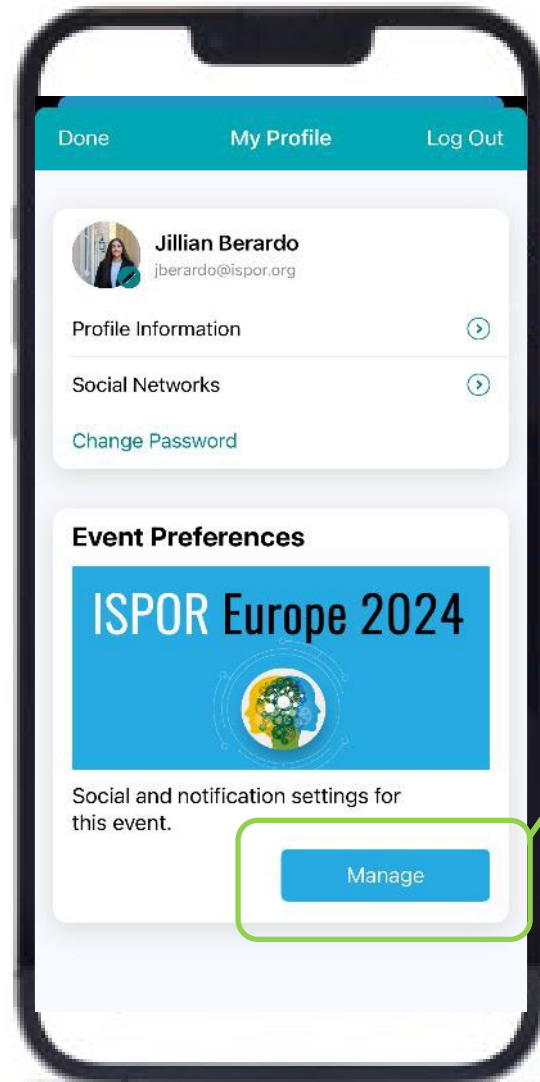 Done My Profile Log Out
Jillian Berardo
jberardo@ispor.org
Profile Information
Social Networks
Change Password
Event Preferences
ISPOR Europe 2024
Social and notification settings for
this event.
Manage